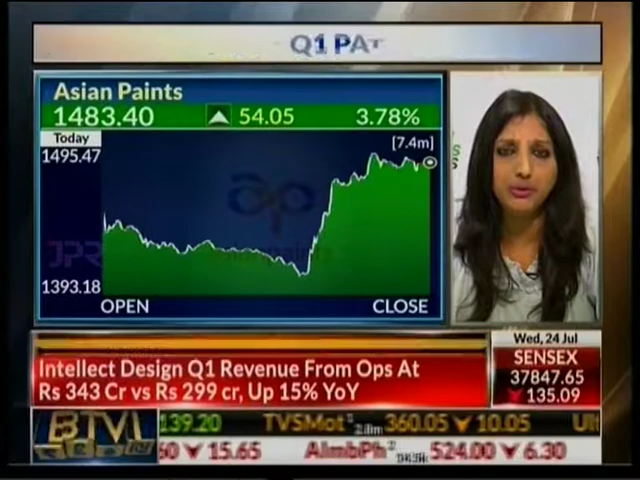 Q1 PAT
Asian Paints
1483.40 54.05 3.78%
Today
[7.4m]
1495.47
1393.18
OPEN CLOSE
Wed, 24 Jul
SENSEX
37847.65
135.09
Intellect Design Q1 Revenue From Ops At
Rs 343 Cr vs Rs 299 cr, Up 15% YoY
BTVI
139.20 TVSMot 2.8m 360.05 10.05
60 15.65 AlmbPh 524.00 6.30